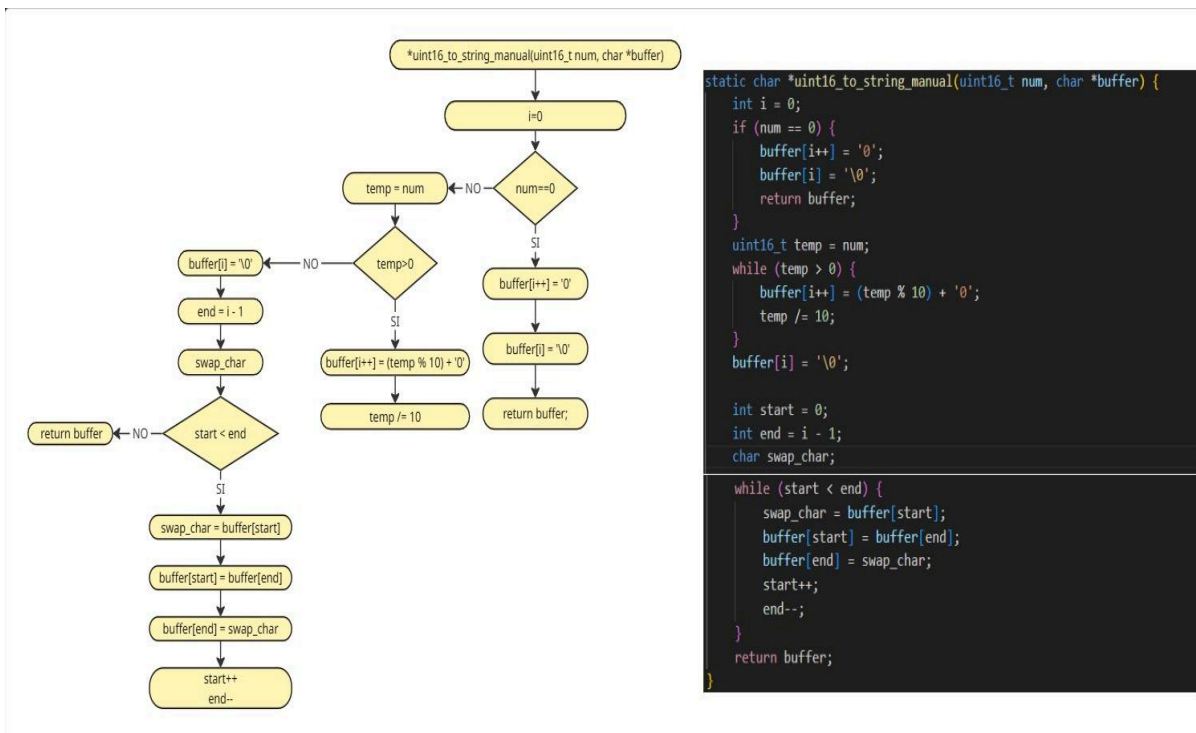 *uint16_to_string_manual(uint16_t num, char *buffer)
i=0
num==0
NO
temp = num
SI
temp>0
NO
buffer[i] = '\0'
end = i - 1
swap_char
start < end
NO
return buffer
SI
swap_char = buffer[start]
buffer[start] = buffer[end]
buffer[end] = swap_char
start++
end--
SI
buffer[i++] = (temp % 10) + '0'
temp /= 10
buffer[i++] = '0'
buffer[i] = '\0'
return buffer;
static char *uint16_to_string_manual(uint16_t num, char *buffer) {
int i = 0;
if (num == 0) {
buffer[i++] = '0';
buffer[i] = '\0';
return buffer;
}
uint16_t temp = num;
while (temp > 0) {
buffer[i++] = (temp % 10) + '0';
temp /= 10;
}
buffer[i] = '\0';
int start = 0;
int end = i - 1;
char swap_char;
while (start < end) {
swap_char = buffer[start];
buffer[start] = buffer[end];
buffer[end] = swap_char;
start++;
end--;
}
return buffer;
}